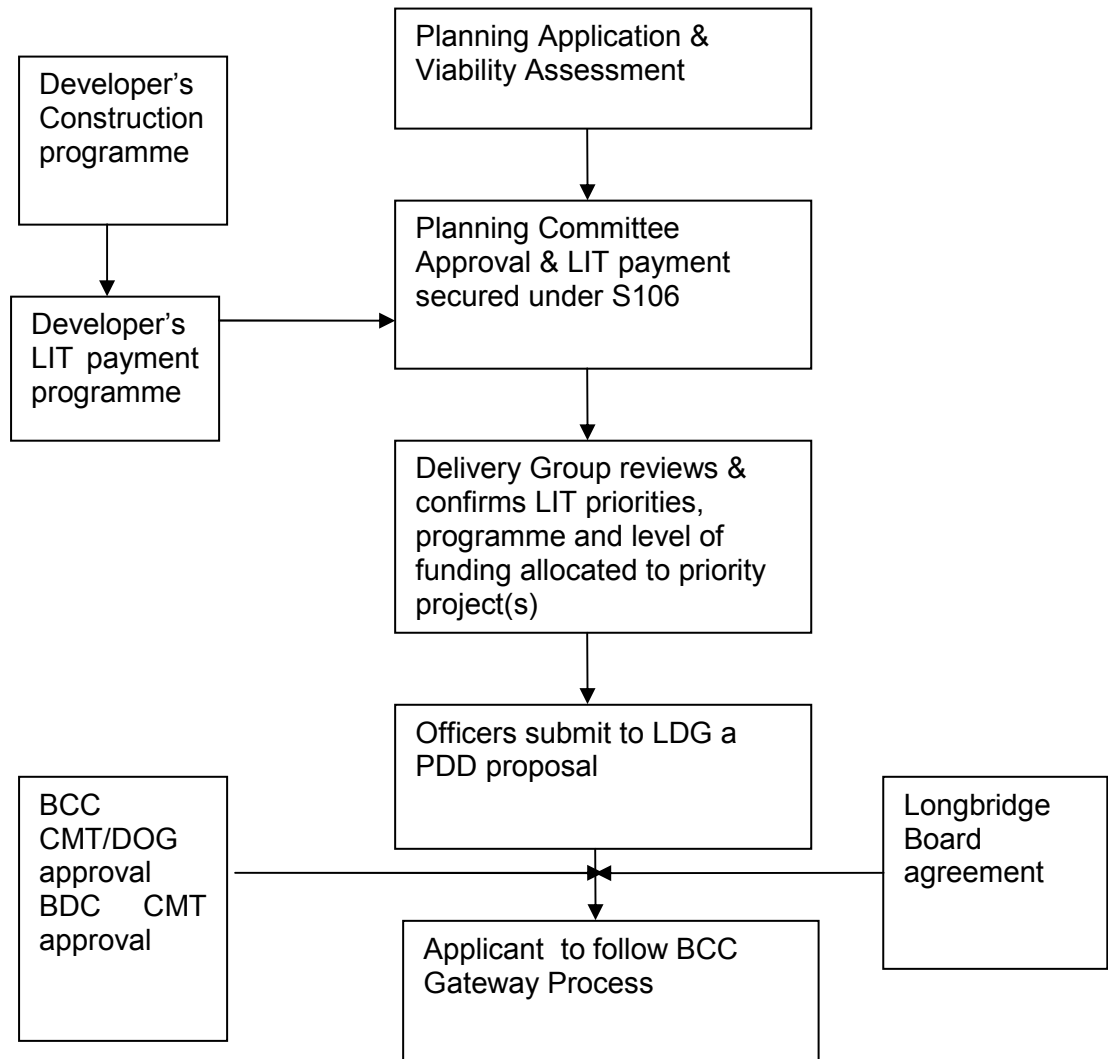 Planning Application &
Viability Assessment
Developer’s
Construction
programme
Planning Committee
Approval & LIT payment
secured under S106
Developer’s
LIT payment
programme
Delivery Group reviews &
confirms LIT priorities,
programme and level of
funding allocated to priority
project(s)
Officers submit to LDG a
PDD proposal
BCC
CMT/DOG
approval
BDC CMT
approval
Longbridge
Board
agreement
Applicant to follow BCC
Gateway Process